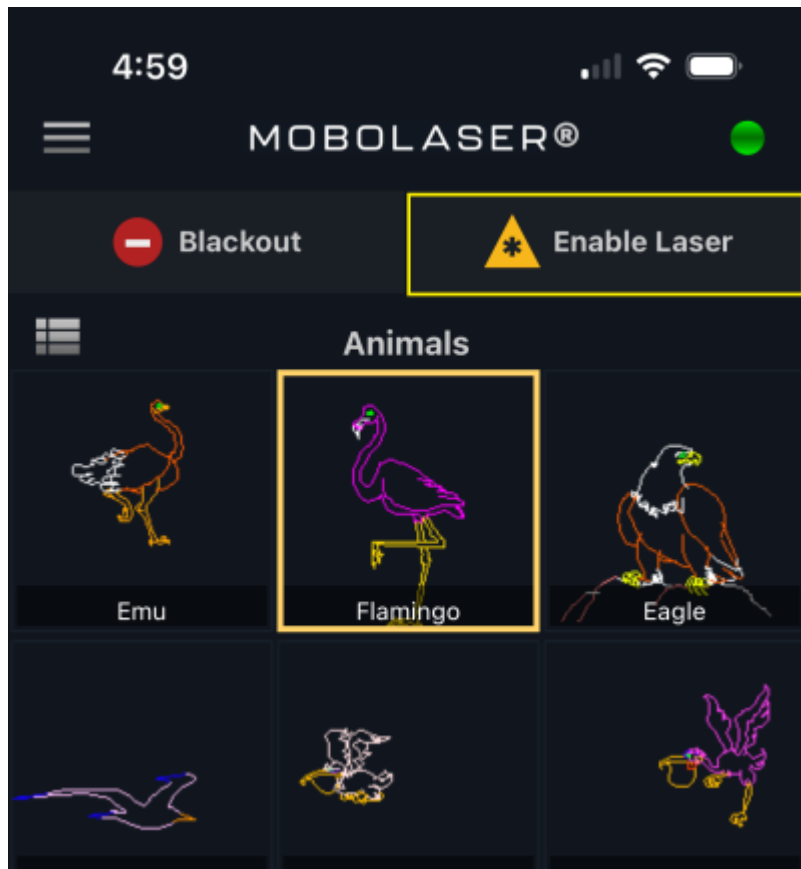 4:59
MOBOLASER®
Blackout
Enable Laser
Animals
Emu
Flamingo
Eagle